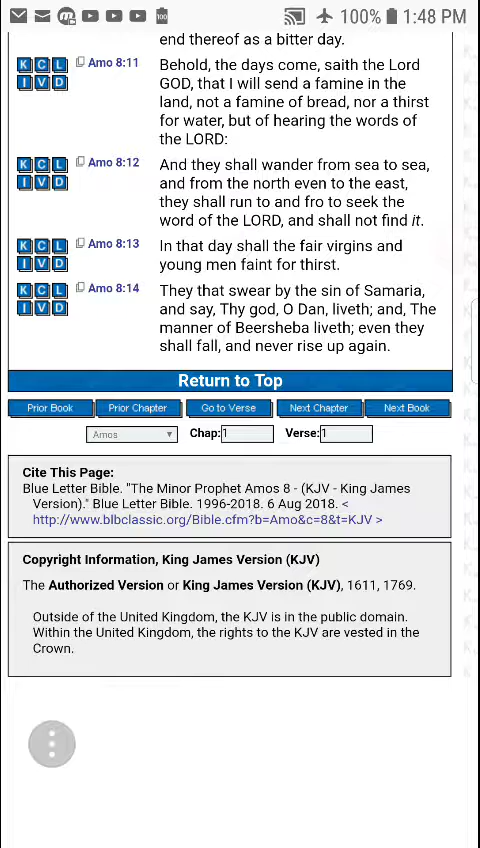 100% 1:48 PM
end thereof as a bitter day.
K C L Amo 8:11 Behold, the days come, saith the Lord
I V D GOD, that I will send a famine in the
land, not a famine of bread, nor a thirst
for water, but of hearing the words of
the LORD:
K C L Amo 8:12 And they shall wander from sea to sea,
I V D and from the north even to the east,
they shall run to and fro to seek the
word of the LORD, and shall not find it.
K C L Amo 8:13 In that day shall the fair virgins and
I V D young men faint for thirst.
K C L Amo 8:14 They that swear by the sin of Samaria,
I V D and say, Thy god, O Dan, liveth; and, The
manner of Beersheba liveth; even they
shall fall, and never rise up again.
Return to Top
Prior Book Prior Chapter Go to Verse Next Chapter Next Book
Amos Chap: 1 Verse: 1
Cite This Page:
Blue Letter Bible. "The Minor Prophet Amos 8 - (KJV - King James
Version)." Blue Letter Bible. 1996-2018. 6 Aug 2018. <
http://www.blbclassic.org/Bible.cfm?b=Amo&c=8&t=KJV >
Copyright Information, King James Version (KJV)
The Authorized Version or King James Version (KJV), 1611, 1769.
Outside of the United Kingdom, the KJV is in the public domain.
Within the United Kingdom, the rights to the KJV are vested in the
Crown.